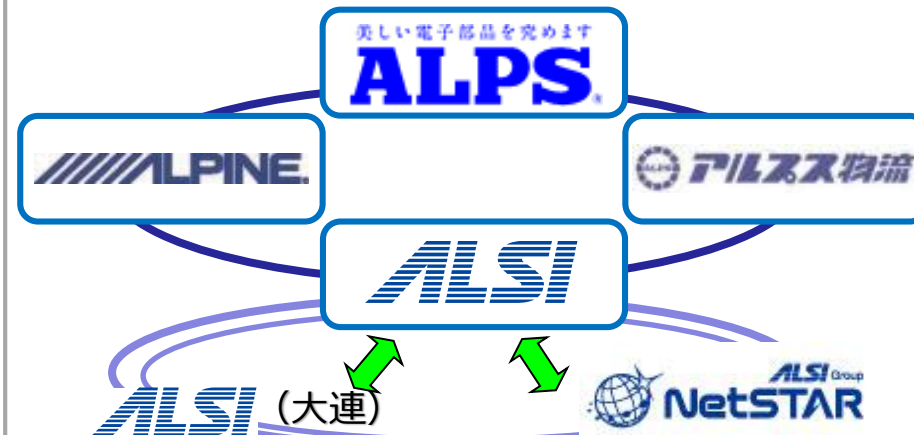 美しい電子部品を究めます
ALPS®
ALPINE.
ALPS アルプス物流
ALSI
ALSI（大連）
ALSI Group
NetSTAR